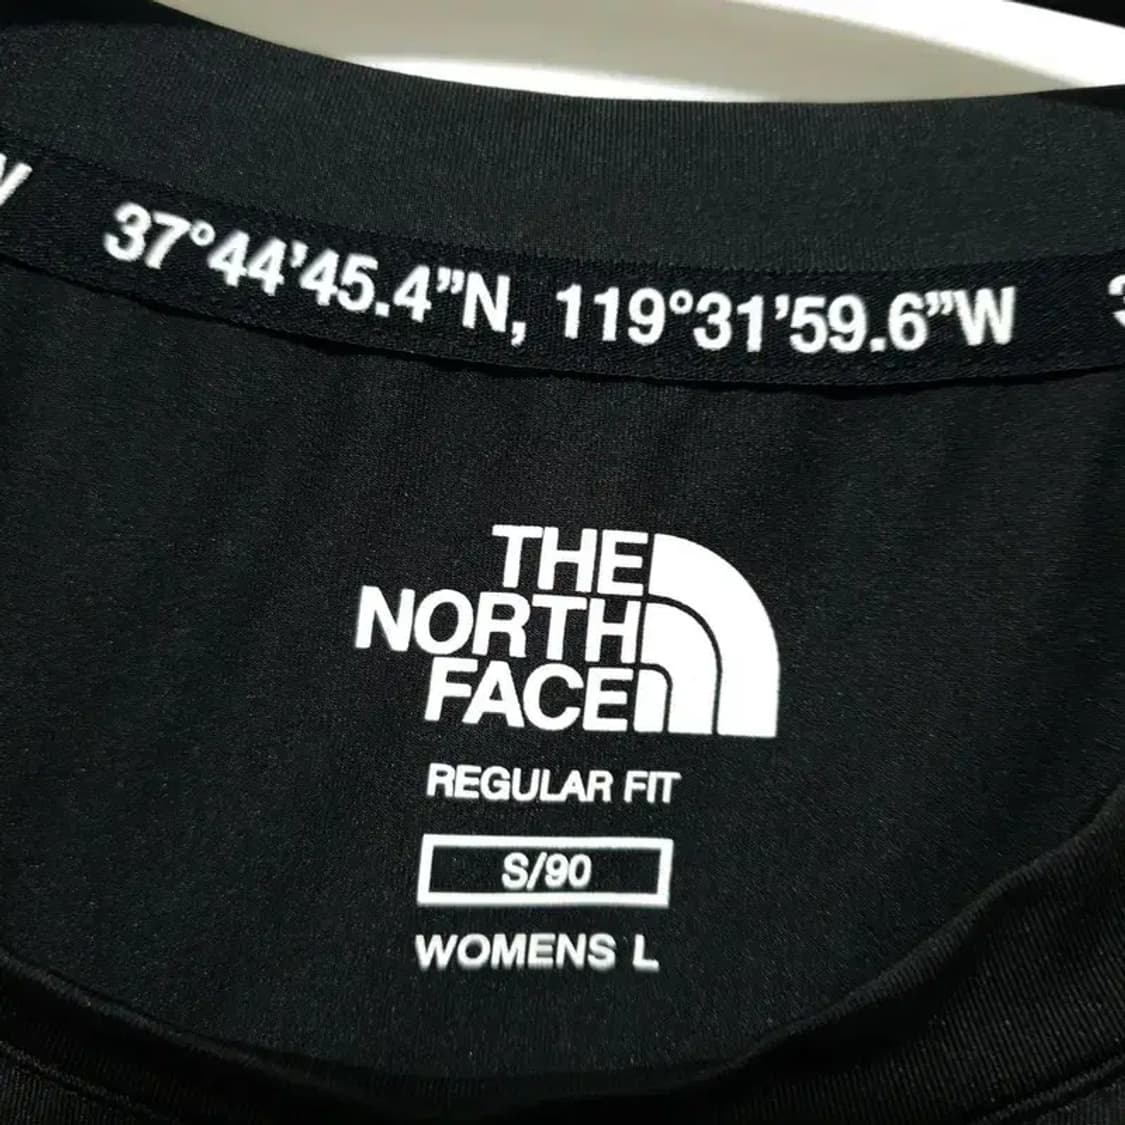 37°44’45.4”N, 119°31’59.6”W
THE
NORTH
FACE
REGULAR FIT
S/90
WOMENS L